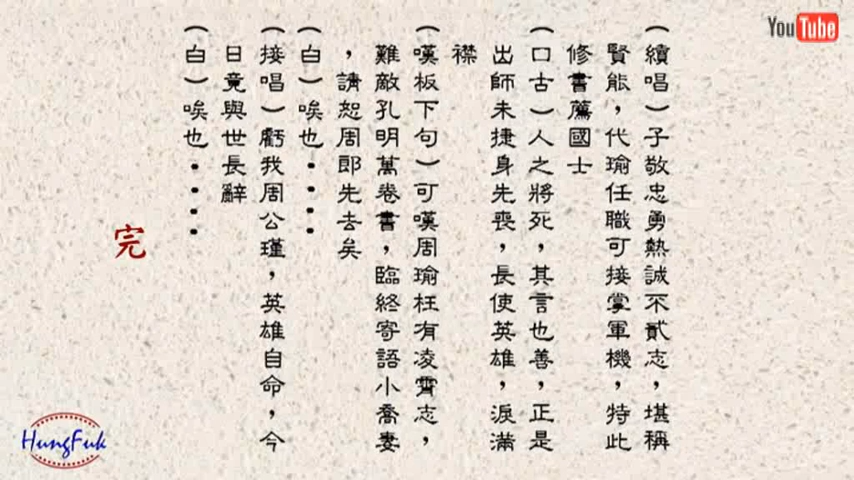 （續唱）子敬忠勇熱誠不貳志，堪稱
賢能，代瑜任職可接掌軍機，特此
修書薦國士
（口古）人之將死，其言也善，正是
出師未捷身先喪，長使英雄，淚滿
襟
（嘆板下句）可嘆周瑜枉有凌霄志，
難敵孔明萬卷書，臨終寄語小喬妻
，請恕周郎先去矣
（白）唉也．．．．
（接唱）虧我周公瑾，英雄自命，今
日竟與世長辭
（白）唉也．．．．
完
YouTube
HungFuk